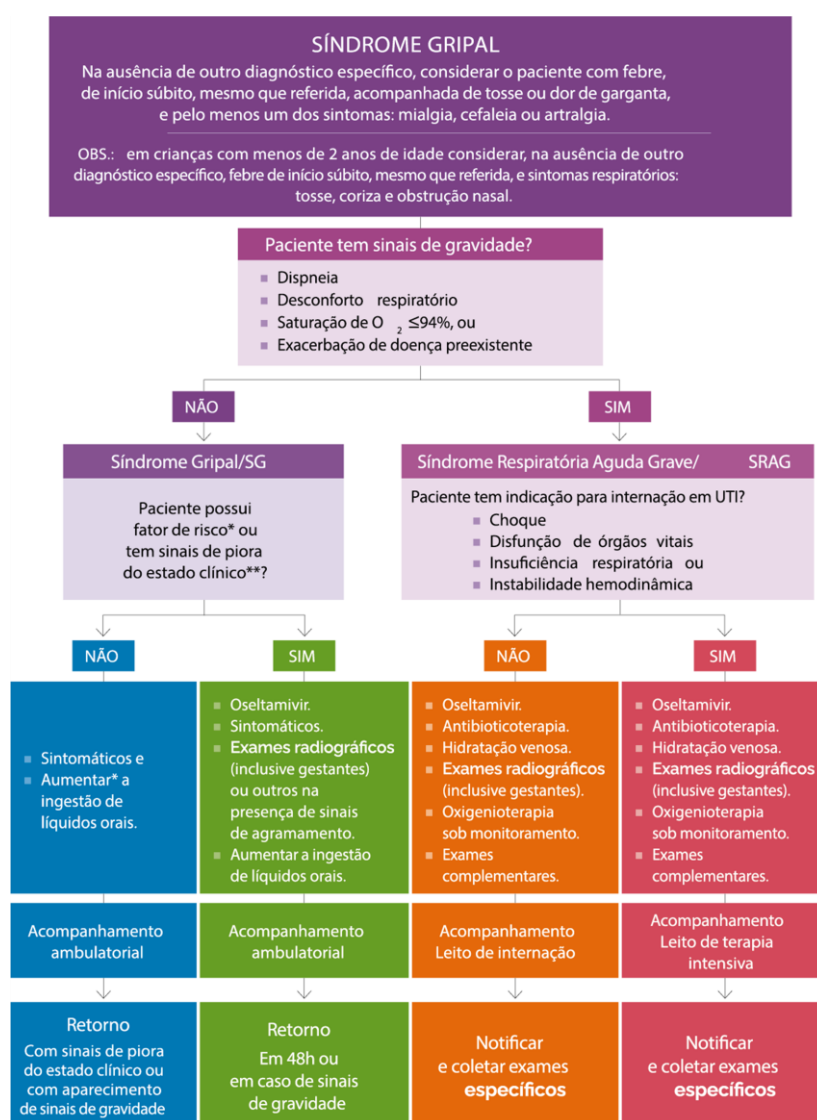 SÍNDROME GRIPAL
Na ausência de outro diagnóstico específico, considerar o paciente com febre,
de início súbito, mesmo que referida, acompanhada de tosse ou dor de garganta,
e pelo menos um dos sintomas: mialgia, cefaleia ou artralgia.
OBS.: em crianças com menos de 2 anos de idade considerar, na ausência de outro
diagnóstico específico, febre de início súbito, mesmo que referida, e sintomas respiratórios:
tosse, coriza e obstrução nasal.
Paciente tem sinais de gravidade?
Dispneia
Desconforto respiratório
Saturação de O 2 ≤94%, ou
Exacerbação de doença preexistente
NÃO
SIM
Síndrome Gripal/SG
Paciente possui
fator de risco* ou
tem sinais de piora
do estado clínico**?
Síndrome Respiratória Aguda Grave/ SRAG
Paciente tem indicação para internação em UTI?
Choque
Disfunção de órgãos vitais
Insuficiência respiratória ou
Instabilidade hemodinâmica
NÃO
SIM
NÃO
SIM
Sintomáticos e
Aumentar* a
ingestão de
líquidos orais.
Acompanhamento
ambulatorial
Retorno
Com sinais de piora
do estado clínico ou
com aparecimento
de sinais de gravidade
Oseltamivir.
Sintomáticos.
Exames radiográficos
(inclusive gestantes)
ou outros na
presença de sinais
de agramamento.
Aumentar a ingestão
de líquidos orais.
Acompanhamento
ambulatorial
Retorno
Em 48h ou
em caso de sinais
de gravidade
Oseltamivir.
Antibioticoterapia.
Hidratação venosa.
Exames radiográficos
(inclusive gestantes).
Oxigenioterapia
sob monitoramento.
Exames
complementares.
Acompanhamento
Leito de internação
Notificar
e coletar exames
específicos
Oseltamivir.
Antibioticoterapia.
Hidratação venosa.
Exames radiográficos
(inclusive gestantes).
Oxigenioterapia
sob monitoramento.
Exames
complementares.
Acompanhamento
Leito de terapia
intensiva
Notificar
e coletar exames
específicos